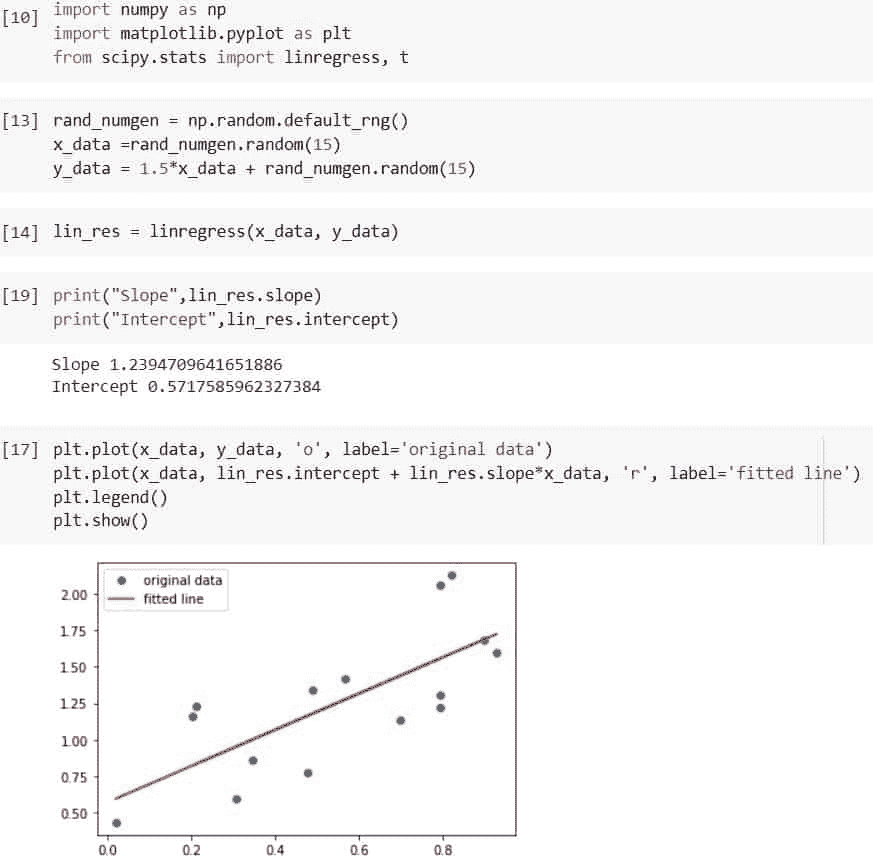 [10] import numpy as np
import matplotlib.pyplot as plt
from scipy.stats import linregress, t
[13] rand_numgen = np.random.default_rng()
x_data =rand_numgen.random(15)
y_data = 1.5*x_data + rand_numgen.random(15)
[14] lin_res = linregress(x_data, y_data)
[19] print("Slope",lin_res.slope)
print("Intercept",lin_res.intercept)
Slope 1.2394709641651886
Intercept 0.5717585962327384
[17] plt.plot(x_data, y_data, 'o', label='original data')
plt.plot(x_data, lin_res.intercept + lin_res.slope*x_data, 'r', label='fitted line')
plt.legend()
plt.show()
original data
fitted line
2.00
1.75
1.50
1.25
1.00
0.75
0.50
0.0 0.2 0.4 0.6 0.8